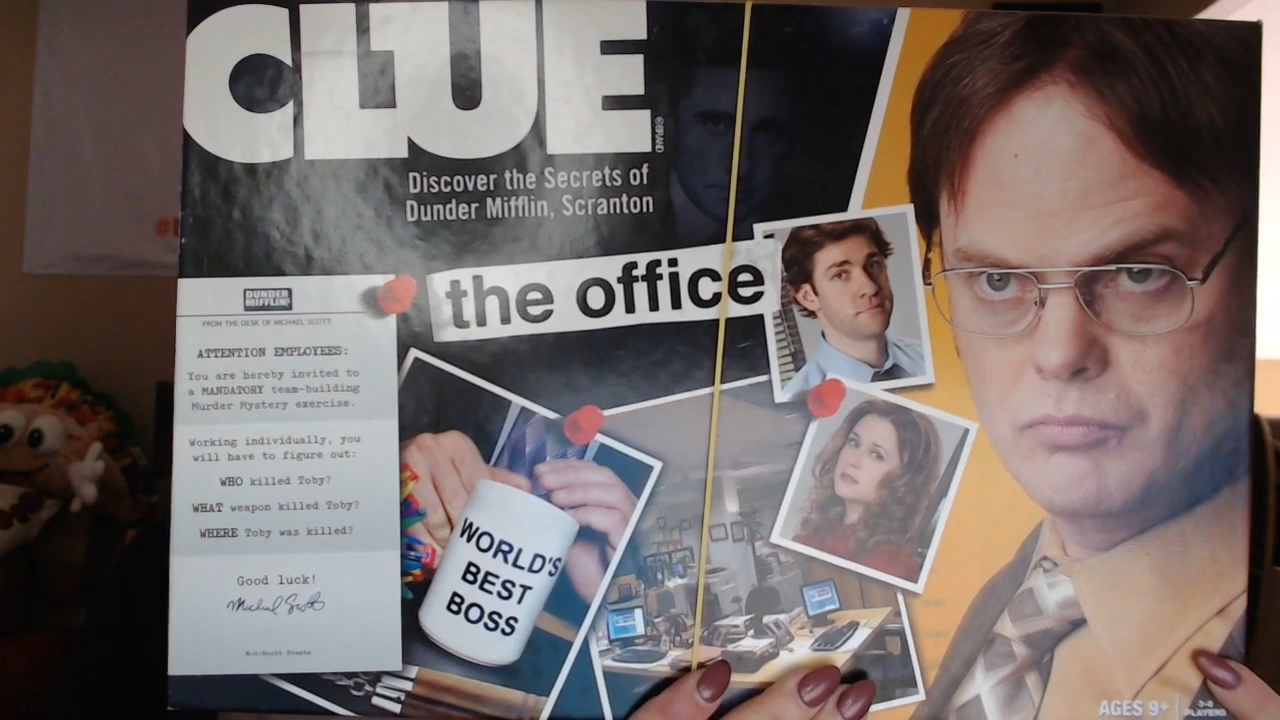 CLUE
Discover the Secrets of
Dunder Mifflin, Scranton
the office
DUNDER
MIFFLIN
FROM THE DESK OF MICHAEL SCOTT
ATTENTION EMPLOYEES:
You are hereby invited to
a MANDATORY team-building
Murder Mystery exercise.
Working individually, you
will have to figure out:
WHO killed Toby?
WHAT weapon killed Toby?
WHERE Toby was killed?
Good luck!
Michael Scott
WORLD'S
BEST
BOSS
AGES 9+
PLAYERS